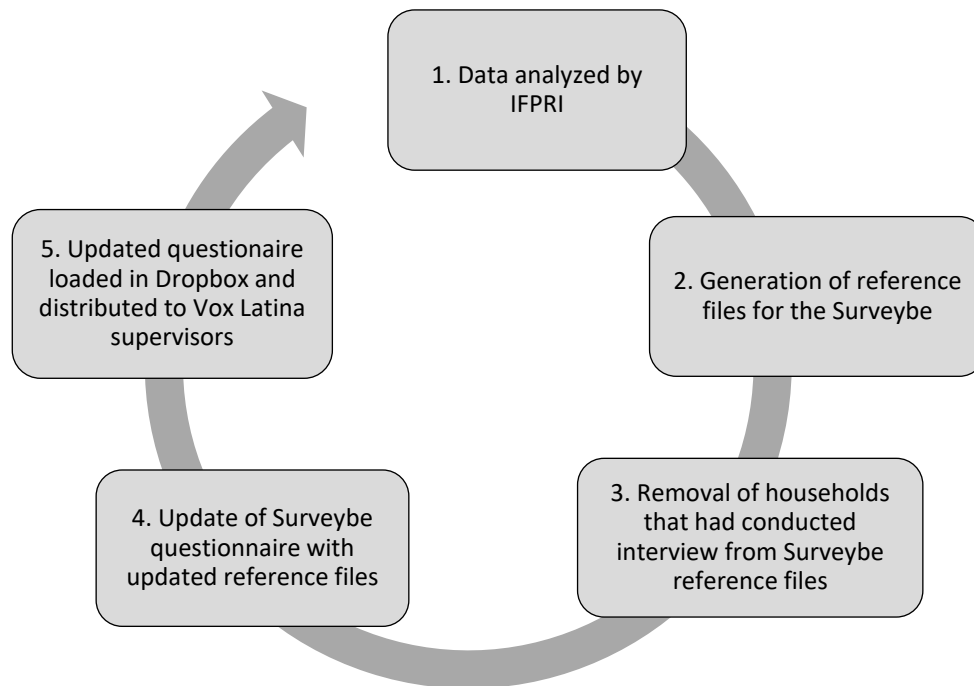 1. Data analyzed by
IFPRI
2. Generation of reference
files for the Surveybe
3. Removal of households
that had conducted
interview from Surveybe
reference files
4. Update of Surveybe
questionnaire with
updated reference files
5. Updated questionaire
loaded in Dropbox and
distributed to Vox Latina
supervisors